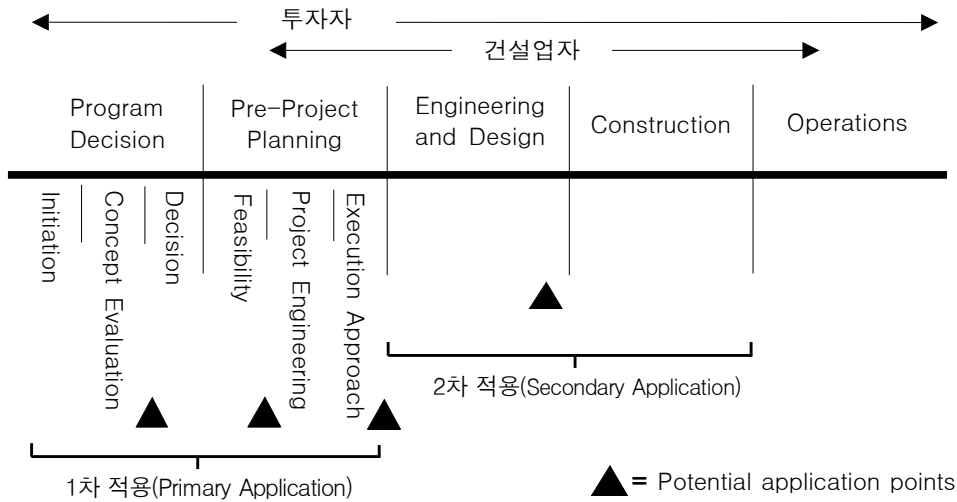 투자자
건설업자
Program
Decision
Pre-Project
Planning
Engineering
and Design
Construction
Operations
Initiation
Concept Evaluation
Decision
Feasibility
Project Engineering
Execution Approach
2차 적용(Secondary Application)
1차 적용(Primary Application)
= Potential application points